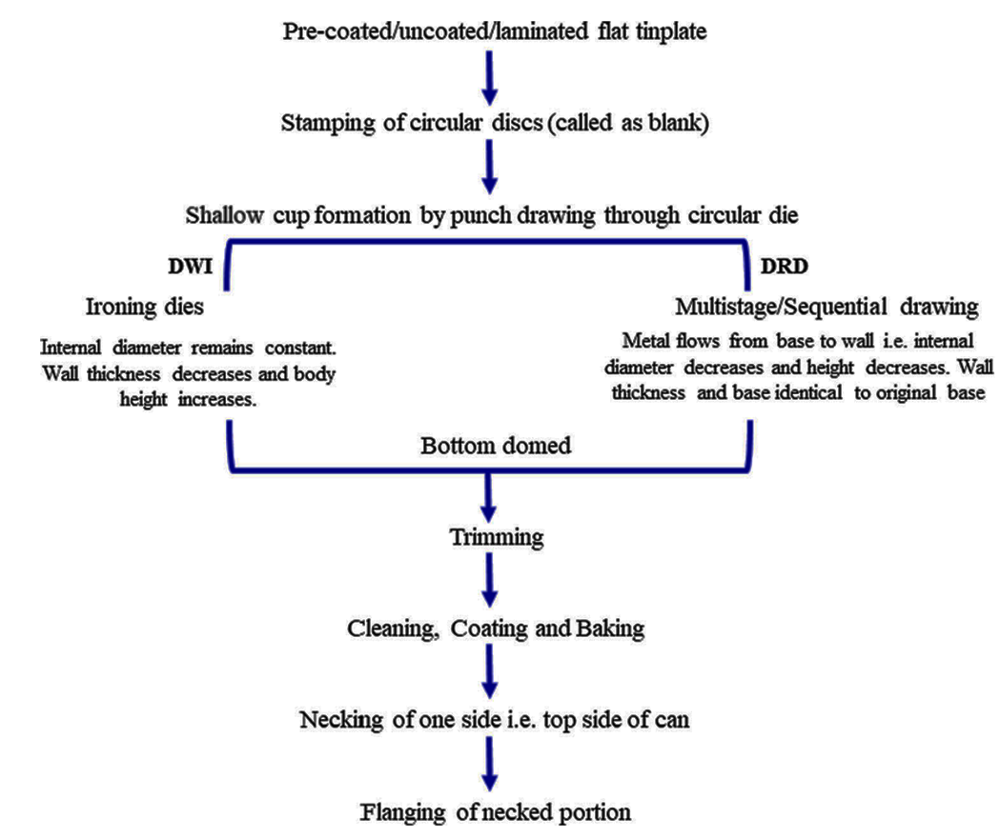 Pre-coated/uncoated/laminated flat tinplate
Stamping of circular discs (called as blank)
Shallow cup formation by punch drawing through circular die
DWI
DRD
Ironing dies
Multistage/Sequential drawing
Internal diameter remains constant.
Wall thickness decreases and body
height increases.
Metal flows from base to wall i.e. internal
diameter decreases and height decreases. Wall
thickness and base identical to original base
Bottom domed
Trimming
Cleaning, Coating and Baking
Necking of one side i.e. top side of can
Flanging of necked portion